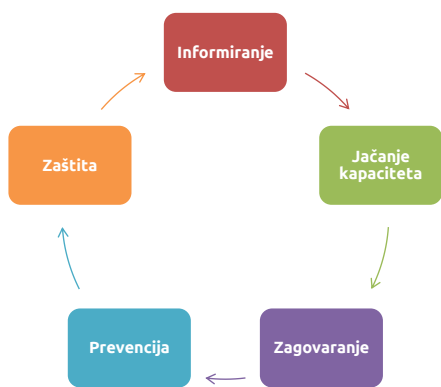 Informiranje
Jačanje
kapaciteta
Zagovaranje
Prevencija
Zaštita